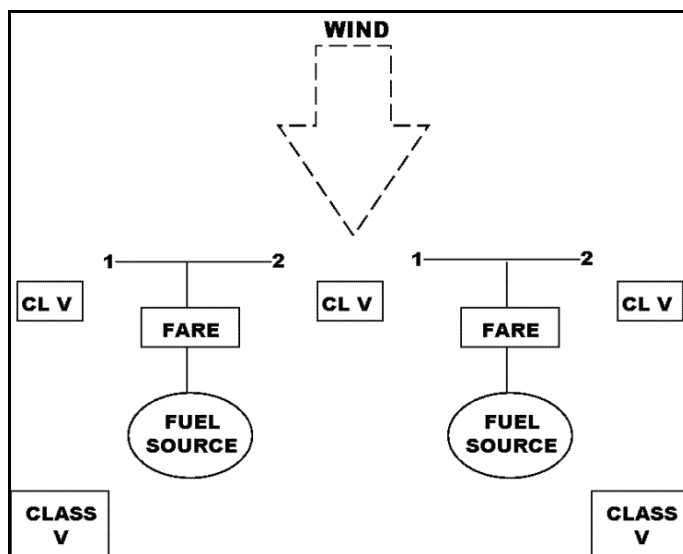 WIND
1 2 1 2
CL V CL V CL V
FARE FARE
FUEL SOURCE FUEL SOURCE
CLASS V CLASS V